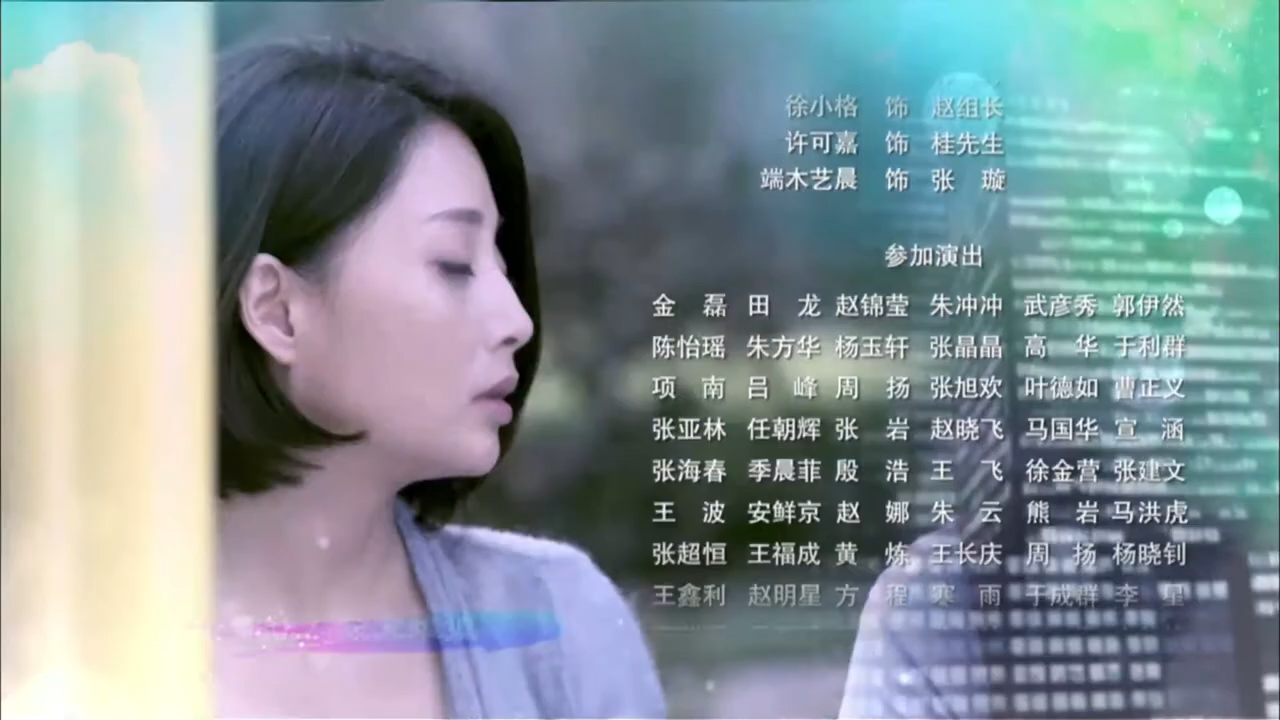 徐小格 饰 赵组长
许可嘉 饰 桂先生
端木艺晨 饰 张 璇
参加演出
金 磊 田 龙 赵锦莹 朱冲冲 武彦秀 郭伊然
陈怡瑶 朱方华 杨玉轩 张晶晶 高 华 于利群
项 南 吕 峰 周 扬 张旭欢 叶德如 曹正义
张亚林 任朝辉 张 岩 赵晓飞 马国华 宣 涵
张海春 季晨菲 殷 浩 王 飞 徐金营 张建文
王 波 安鲜京 赵 娜 朱 云 熊 岩 马洪虎
张超恒 王福成 黄 炼 王长庆 周 扬 杨晓钊
王鑫利 赵明星 方 程 寒 雨 于成群 李 星